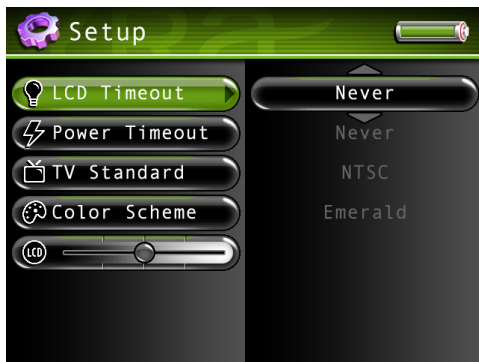 Setup
LCD Timeout
Never
Power Timeout
Never
TV Standard
NTSC
Color Scheme
Emerald
LCD